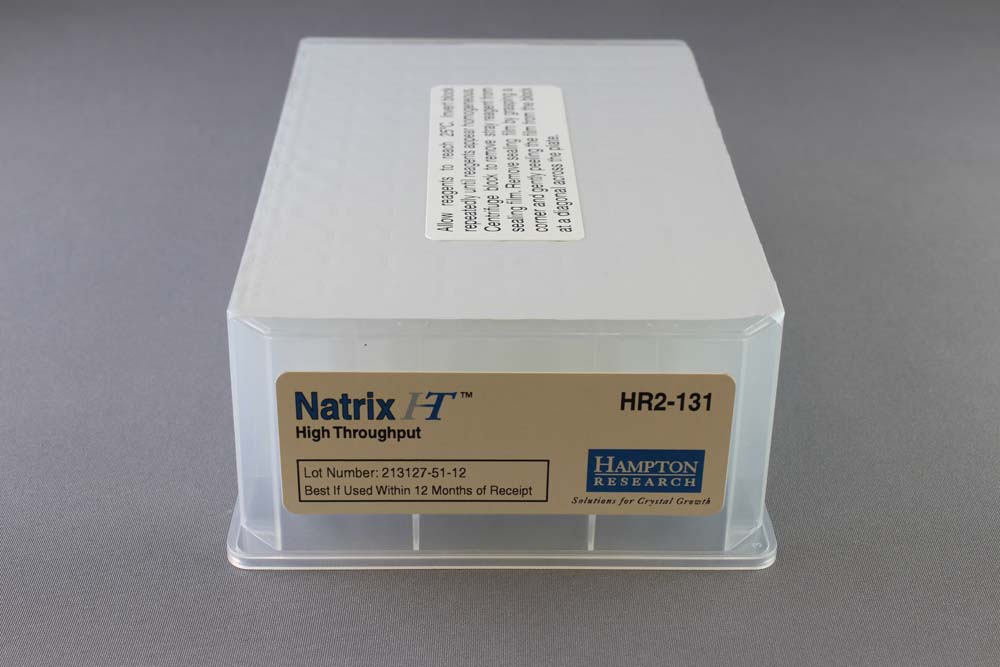 Allow reagents to reach 25°C. Invert block
repeatedly until reagents appear homogeneous.
Centrifuge block to remove stray reagent from
sealing film. Remove sealing film by grasping a
corner and gently peeling the film from the block
at a diagonal across the plate.
Natrix HT™
High Throughput
HR2-131
Lot Number: 213127-51-12
Best If Used Within 12 Months of Receipt
HAMPTON
RESEARCH
Solutions for Crystal Growth